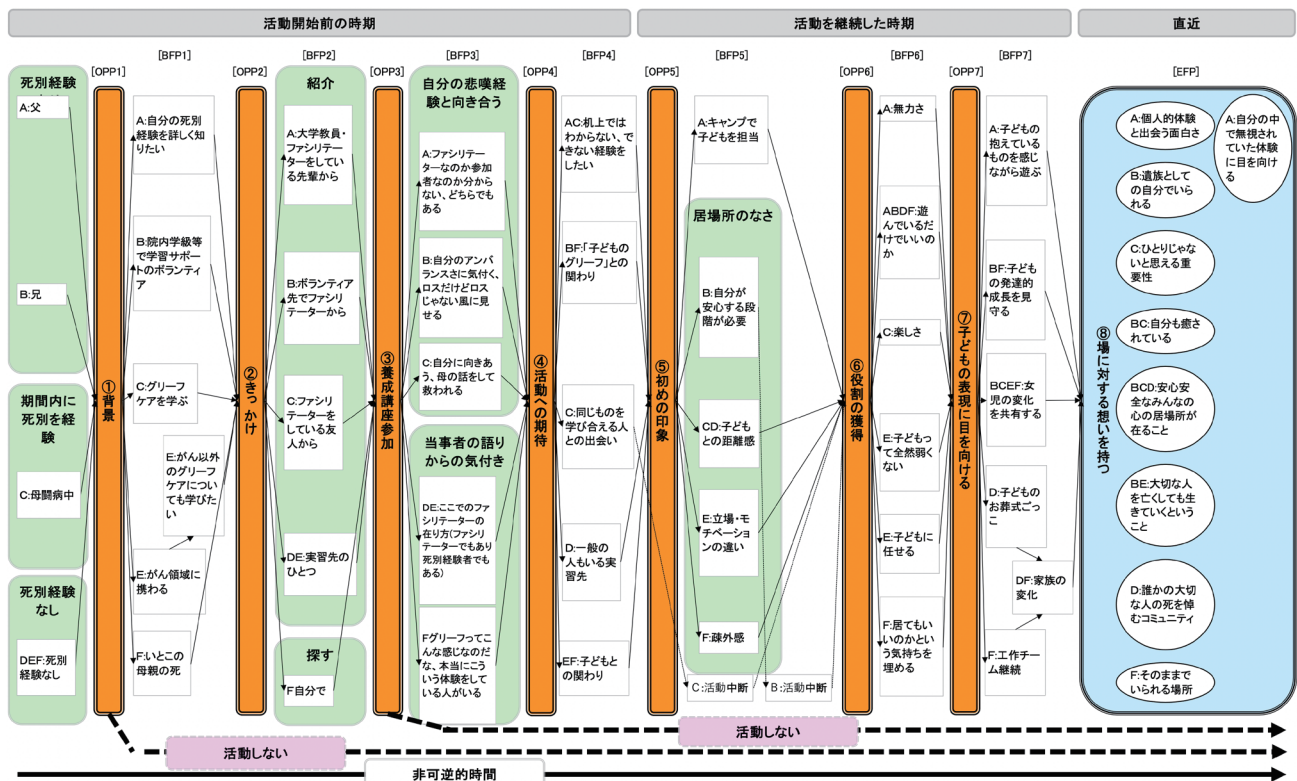 活動開始前の時期
活動を継続した時期
直近
[OPP1]
[BFP1]
[OPP2]
[BFP2]
[OPP3]
[BFP3]
[OPP4]
[BFP4]
[OPP5]
[BFP5]
[OPP6]
[BFP6]
[OPP7]
[BFP7]
[EFP]
死別経験
A:父
B:兄
期間内に
死別を経
験
C:母闘病中
死別経験
なし
DEF:死別
経験なし
①背景
A:自分の死別
経験を詳しく知
りたい
B:院内学級等
で学習サポー
トのボランティ
ア
C:グリーフ
ケアを学ぶ
E:がん以外
のグリーフ
ケアについ
ても学びた
い
E:がん領域に
携わる
F:いとこの
母親の死
②きっかけ
紹介
A:大学教員・
ファシリテー
ターをしてい
る先輩から
B:ボランティア
先でファシリ
テーターから
C:ファシリ
テーターを
している友
人から
DE:実習先の
ひとつ
探す
F自分で
③養成講座参加
自分の悲嘆経
験と向き合う
A:ファシリテ
ーターなのか参加
者なのか分から
ない、どちらでも
ある
B:自分のアンバ
ランスさに気付く、
ロスだけどロス
じゃない風に見
せる
C:自分に向きあ
う、母の話をして
救われる
当事者の語り
からの気付き
DE:ここでのファ
シリテーターの
在り方(ファシリ
テーターでもあり
死別経験者でも
ある)
Fグリーフってこ
んな感じなのだ
な、本当にこう
いう体験をして
いる人がいる
④活動への期待
AC:机上では
わからない、で
きない経験を
したい
BF:「子どもの
グリーフ」との
関わり
C:同じものを
学び合える人
との出会い
D:一般の
人もいる実
習先
EF:子どもと
の関わり
⑤初めの印象
A:キャンプで
子どもを担当
居場所のなさ
B:自分が
安心する段
階が必要
CD:子ども
との距離感
E:立場・モ
チベーション
の違い
F:疎外感
C:活動中断
B:活動中断
⑥役割の獲得
A:無力さ
ABDF:遊
んでいるだ
けでいいの
か
C:楽しさ
E:子どもっ
て全然弱く
ない
E:子どもに
任せる
F:居てもい
いのかとい
う気持ちを
埋める
⑦子どもの表現に目を向ける
A:子どもの
抱えている
ものを感じ
ながら遊ぶ
BF:子ども
の発達的
成長を見
守る
BCEF:女
児の変化
を共有する
D:子どもの
お葬式ごっ
こ
DF:家族の
変化
F:工作チー
ム継続
⑧場に対する想いを持つ
A:個人的体験
と出会う面白さ
A:自分の中
で無視され
ていた体験
に目を向け
る
B:遺族として
の自分でいら
れる
C:ひとりじゃな
いと思える重
要性
BC:自分も癒さ
れている
BCD:安心安
全なみんなの
心の居場所が
在ること
BE:大切な人
を亡くしても生
きていくという
こと
D:誰かの大切
な人の死を悼
むコミュニティ
F:そのままで
いられる場所
活動しない
活動しない
非可逆的時間